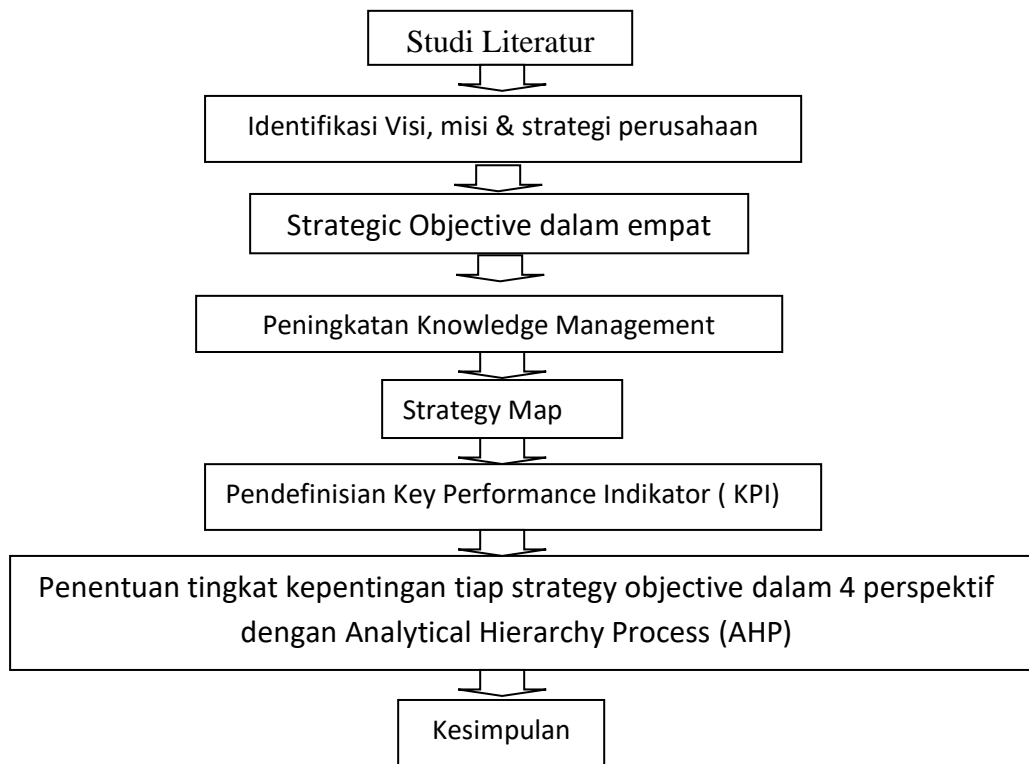 Studi Literatur
Identifikasi Visi, misi & strategi perusahaan
Strategic Objective dalam empat
Peningkatan Knowledge Management
Strategy Map
Pendefinisian Key Performance Indikator ( KPI)
Penentuan tingkat kepentingan tiap strategy objective dalam 4 perspektif
dengan Analytical Hierarchy Process (AHP)
Kesimpulan